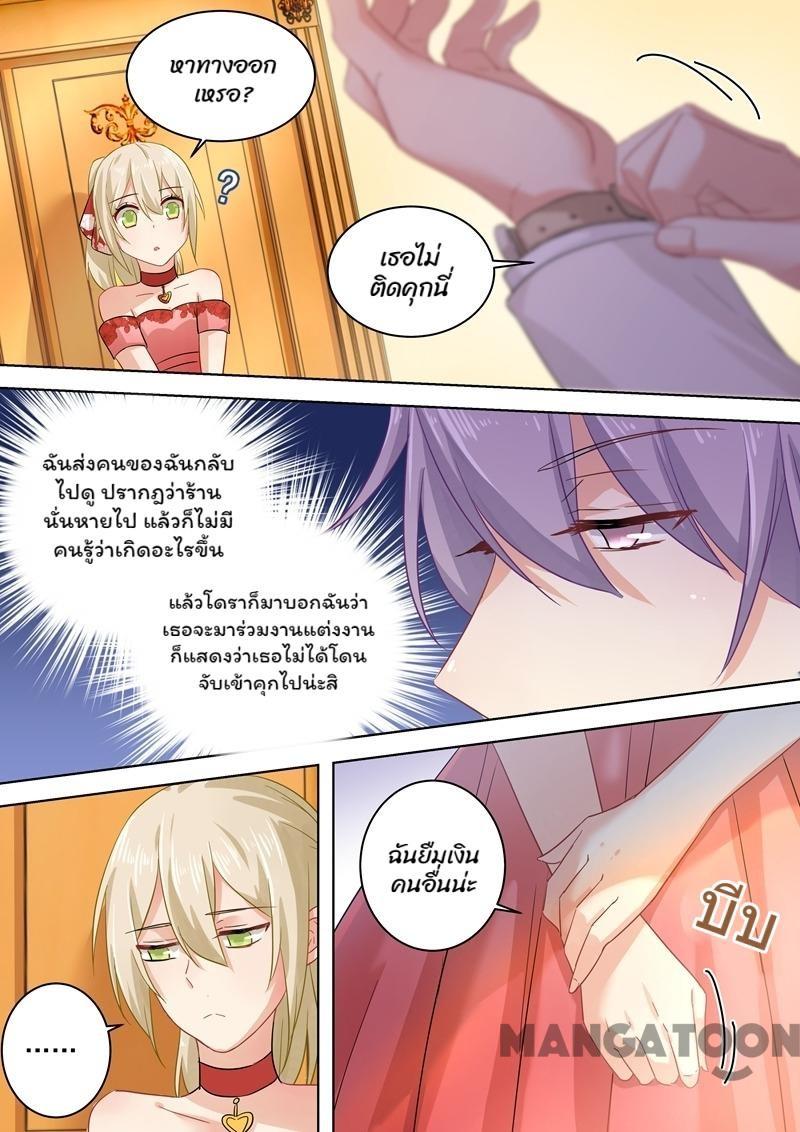 หาทางออก
เหรอ?
?
เธอไม่
ติดคุกนี่
ฉันส่งคนของฉันกลับ
ไปดู ปรากฎว่าร้าน
นั่นหายไป แล้วก็ไม่มี
คนรู้ว่าเกิดอะไรขึ้น
แล้วโดราก็มาบอกฉันว่า
เธอจะมาร่วมงานแต่งงาน
ก็แสดงว่าเธอไม่ได้โดน
จับเข้าคุกไปน่ะสิ
ฉันยืมเงิน
คนอื่นน่ะ
บีบ
......
MANGATOON